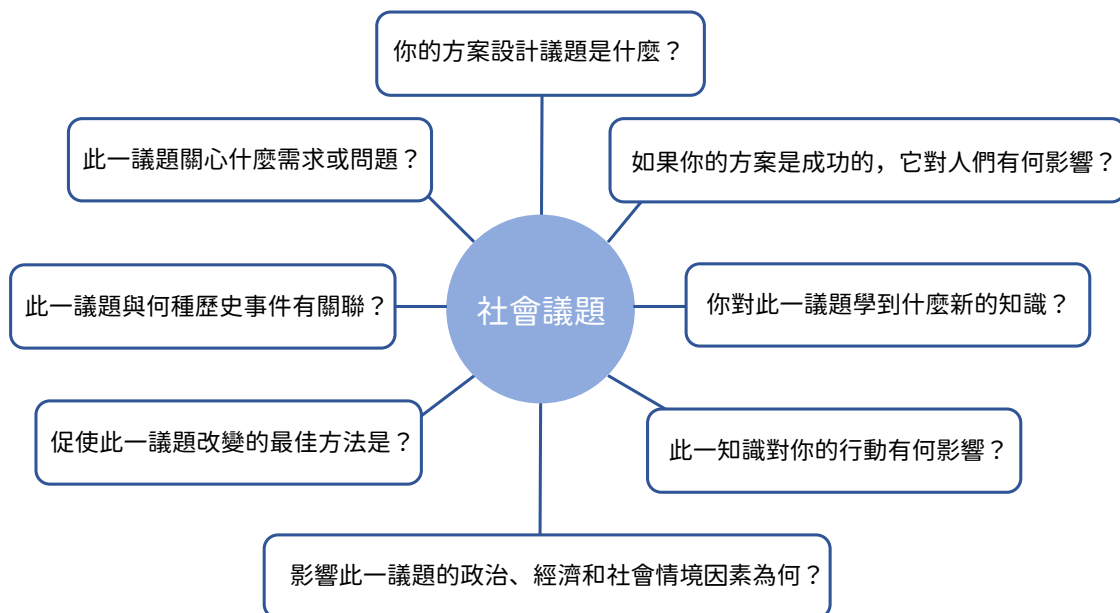 你的方案設計議題是什麼？
此一議題關心什麼需求或問題？
如果你的方案是成功的，它對人們有何影響？
此一議題與何種歷史事件有關聯？
社會議題
你對此一議題學到什麼新的知識？
促使此一議題改變的最佳方法是？
此一知識對你的行動有何影響？
影響此一議題的政治、經濟和社會情境因素為何？